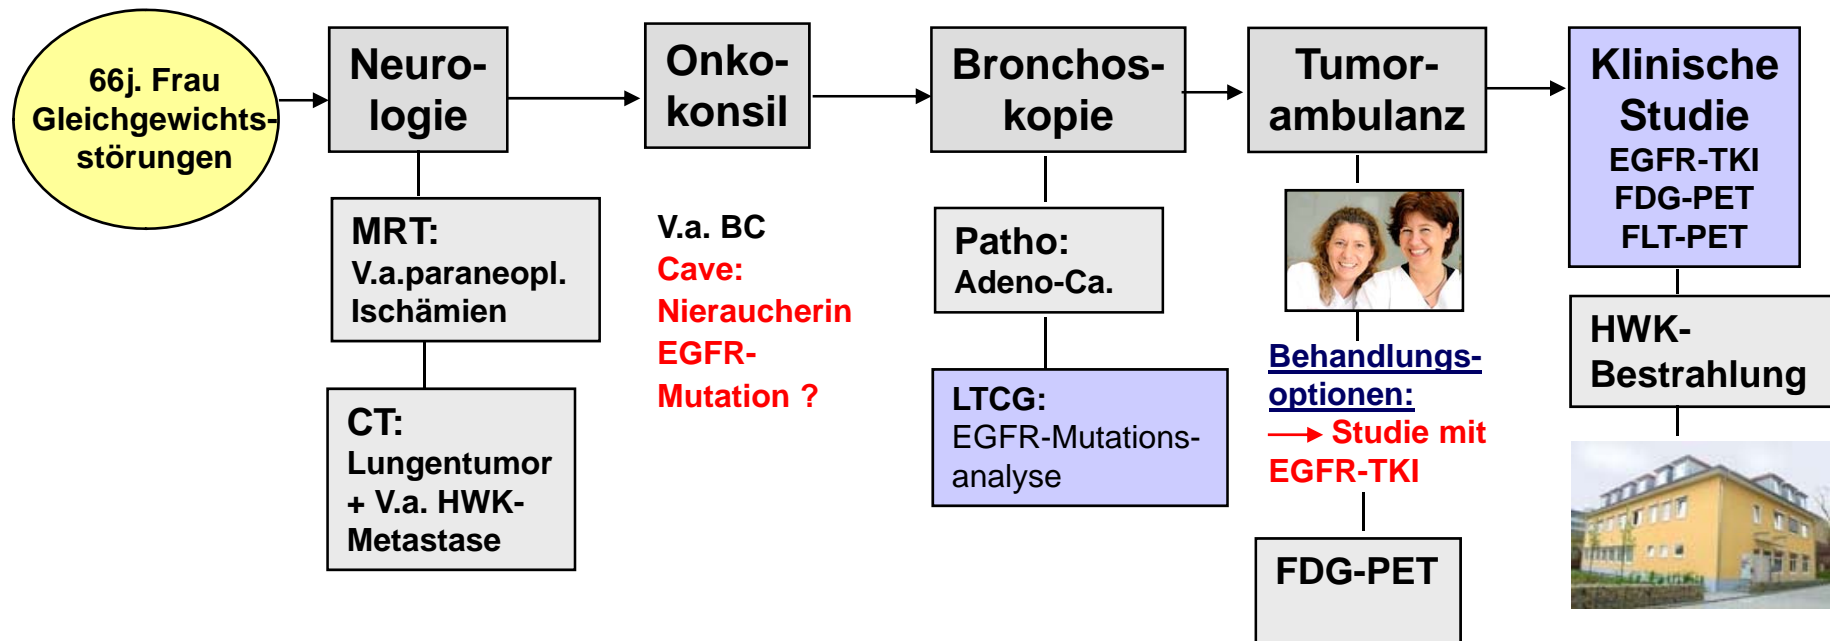 66j. Frau
Gleichgewichts-
störungen
Neuro-
logie
MRT:
V.a.paraneopl.
Ischämien
CT:
Lungentumor
+ V.a. HWK-
Metastase
Onko-
konsil
V.a. BC
Cave:
Nieraucherin
EGFR-
Mutation ?
Bronchos-
kopie
Patho:
Adeno-Ca.
LTCG:
EGFR-Mutations-
analyse
Tumor-
ambulanz
Behandlungs-
optionen:
Studie mit
EGFR-TKI
FDG-PET
Klinische
Studie
EGFR-TKI
FDG-PET
FLT-PET
HWK-
Bestrahlung